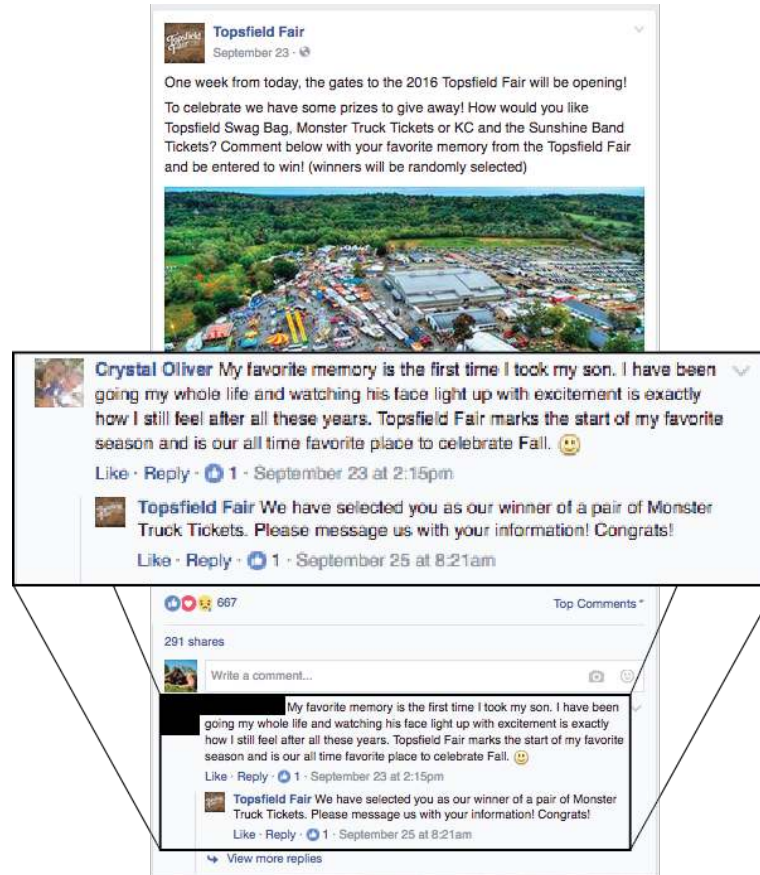 Topsfield Fair
September 23 ·
One week from today, the gates to the 2016 Topsfield Fair will be opening!
To celebrate we have some prizes to give away! How would you like
Topsfield Swag Bag, Monster Truck Tickets or KC and the Sunshine Band
Tickets? Comment below with your favorite memory from the Topsfield Fair
and be entered to win! (winners will be randomly selected)
Crystal Oliver My favorite memory is the first time I took my son. I have been
going my whole life and watching his face light up with excitement is exactly
how I still feel after all these years. Topsfield Fair marks the start of my favorite
season and is our all time favorite place to celebrate Fall.
Like · Reply · 1 · September 23 at 2:15pm
Topsfield Fair We have selected you as our winner of a pair of Monster
Truck Tickets. Please message us with your information! Congrats!
Like · Reply · 1 · September 25 at 8:21am
667
Top Comments
291 shares
Write a comment...
My favorite memory is the first time I took my son. I have been
going my whole life and watching his face light up with excitement is exactly
how I still feel after all these years. Topsfield Fair marks the start of my favorite
season and is our all time favorite place to celebrate Fall.
Like · Reply · 1 · September 23 at 2:15pm
Topsfield Fair We have selected you as our winner of a pair of Monster
Truck Tickets. Please message us with your information! Congrats!
Like · Reply · 1 · September 25 at 8:21am
View more replies